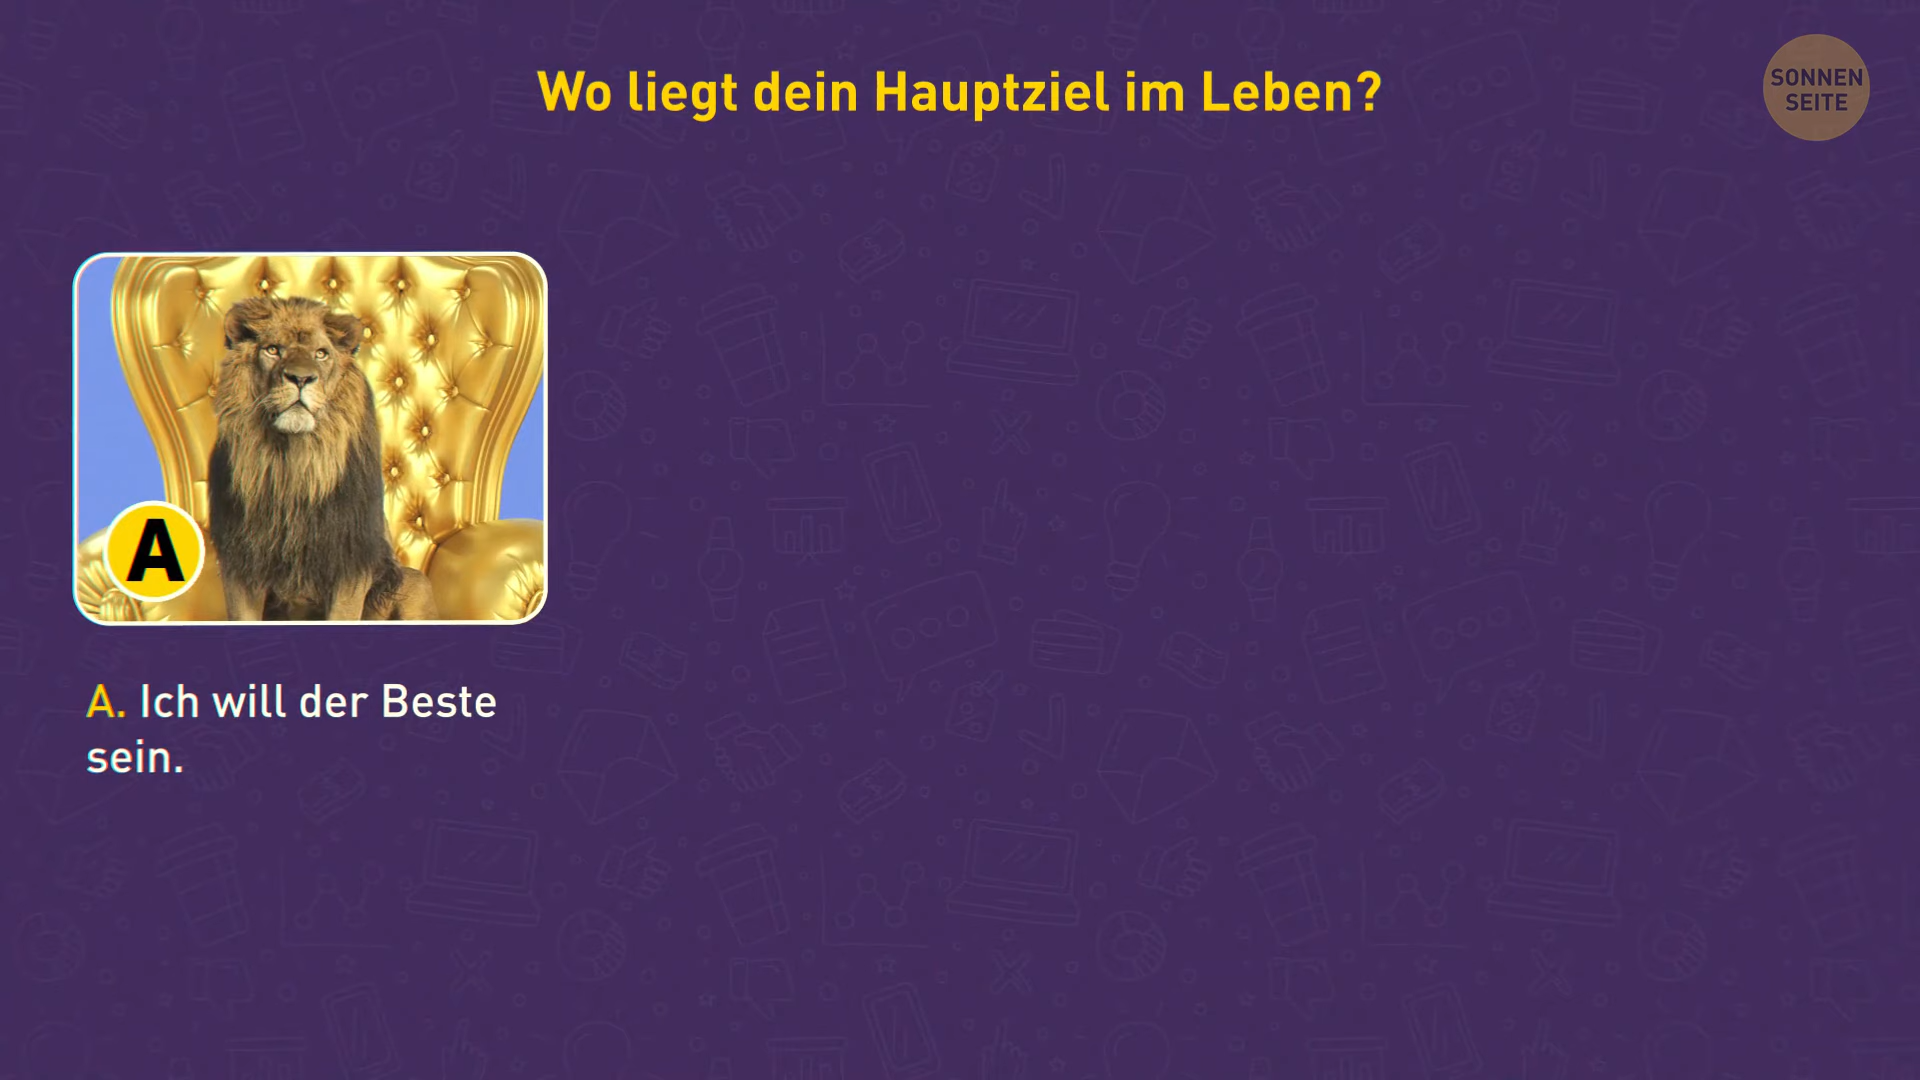 Wo liegt dein Hauptziel im Leben?
SONNEN
SEITE
A
A. Ich will der Beste
sein.